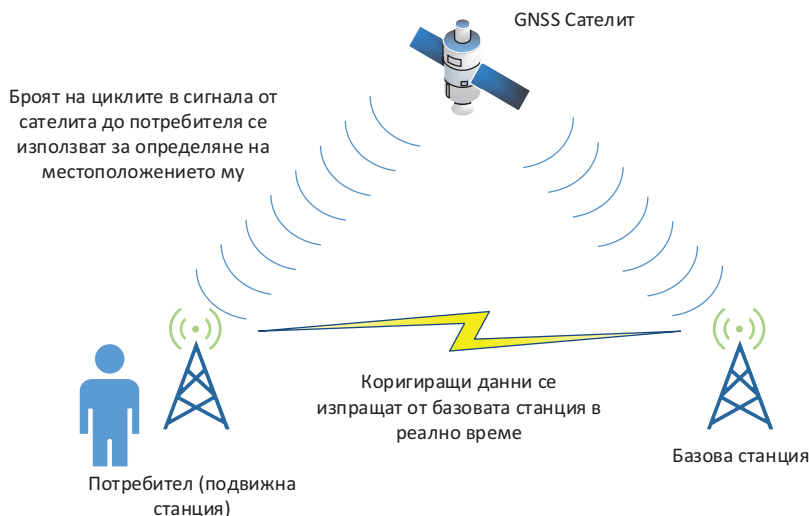 GNSS Сателит
Броят на циклите в сигнала от
сателита до потребителя се
използват за определяне на
местоположението му
Коригиращи данни се
изпращат от базовата станция в
реално време
Базова станция
Потребител (подвижна
станция)